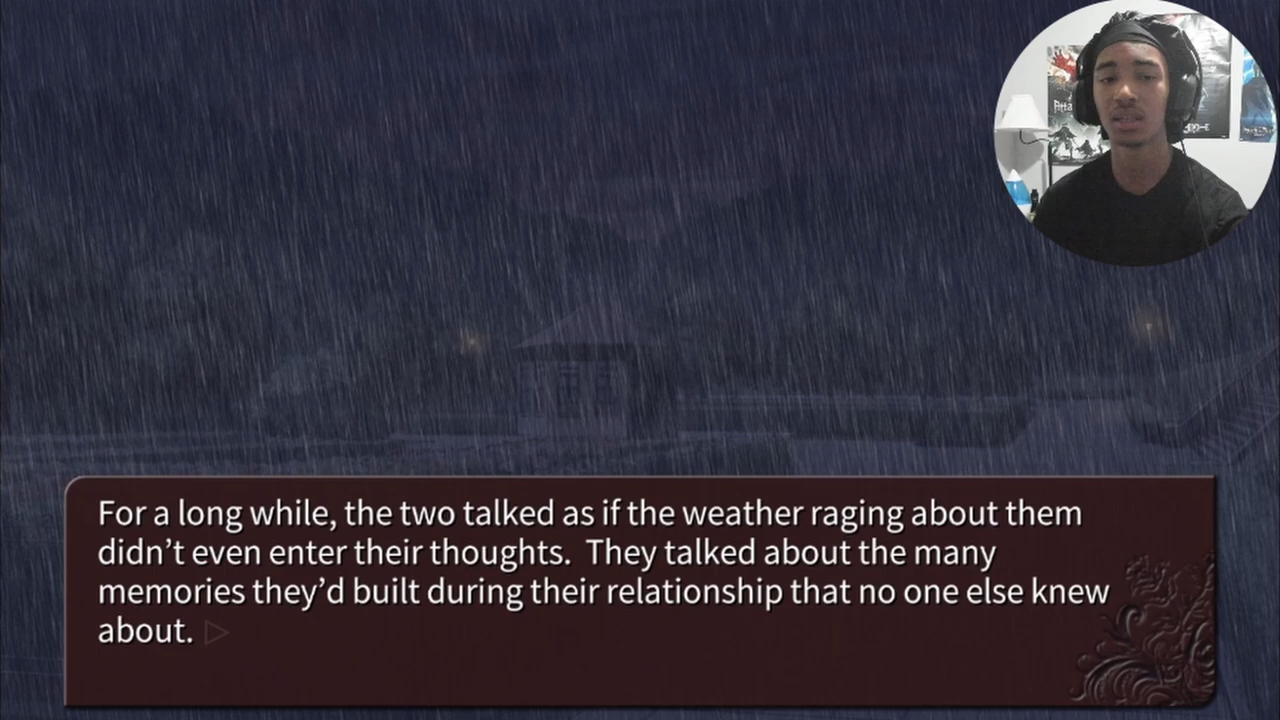 For a long while, the two talked as if the weather raging about them
didn’t even enter their thoughts.  They talked about the many
memories they’d built during their relationship that no one else knew
about.